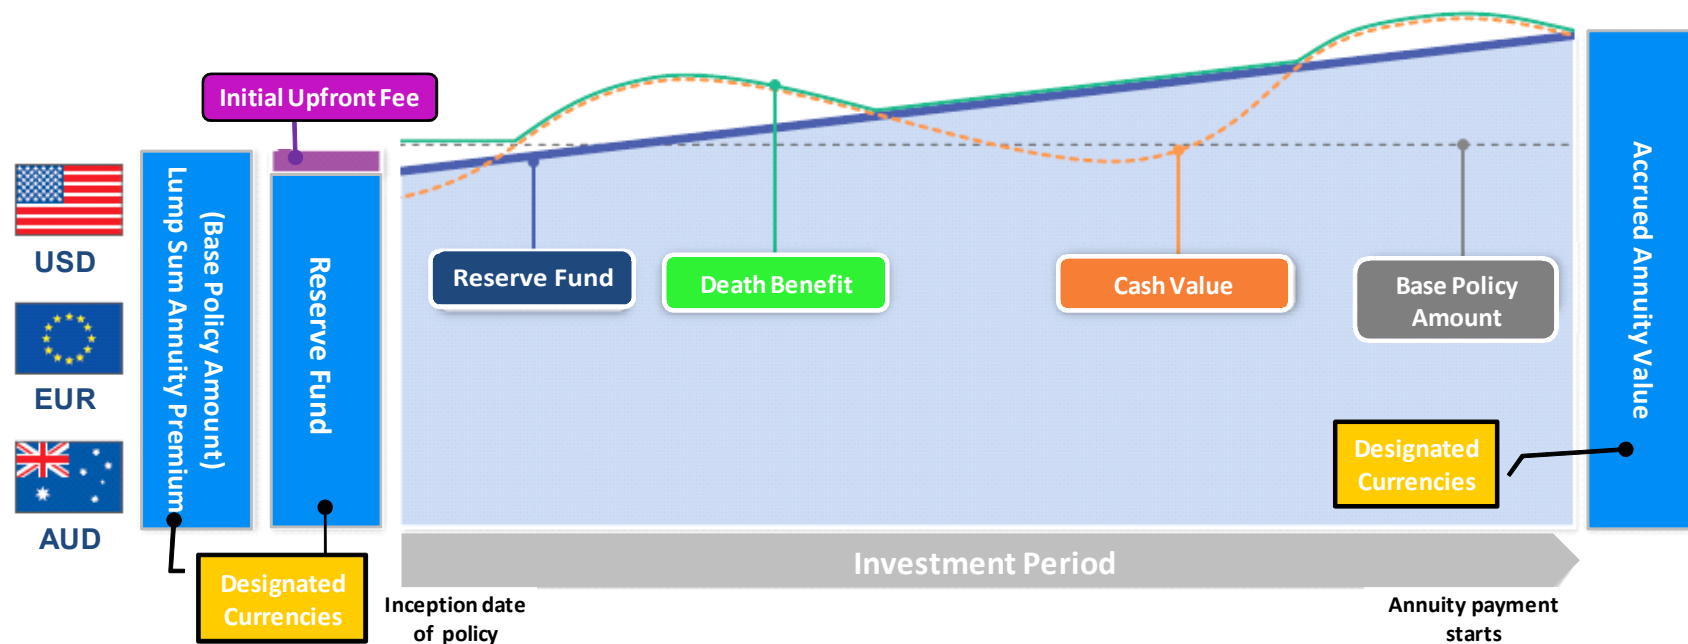 Initial Upfront Fee
USD
EUR
AUD
(Base Policy Amount)
Lump Sum Annuity Premium
Reserve Fund
Reserve Fund
Death Benefit
Cash Value
Base Policy
Amount
Accrued Annuity Value
Designated
Currencies
Designated
Currencies
Investment Period
Inception date
of policy
Annuity payment
starts